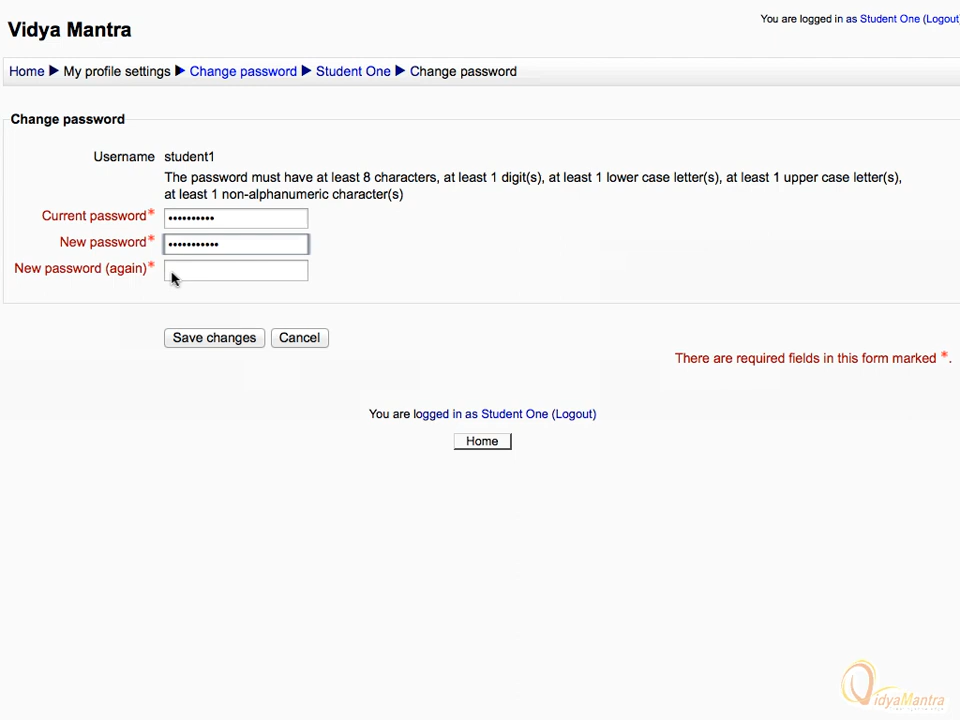 Vidya Mantra
You are logged in as Student One (Logout)
Home ▶ My profile settings ▶ Change password ▶ Student One ▶ Change password
Change password
Username student1
The password must have at least 8 characters, at least 1 digit(s), at least 1 lower case letter(s), at least 1 upper case letter(s),
at least 1 non-alphanumeric character(s)
Current password* ••••••••••
New password* •••••••••••
New password (again)*
Save changes Cancel
There are required fields in this form marked *.
You are logged in as Student One (Logout)
Home
VidyaMantra